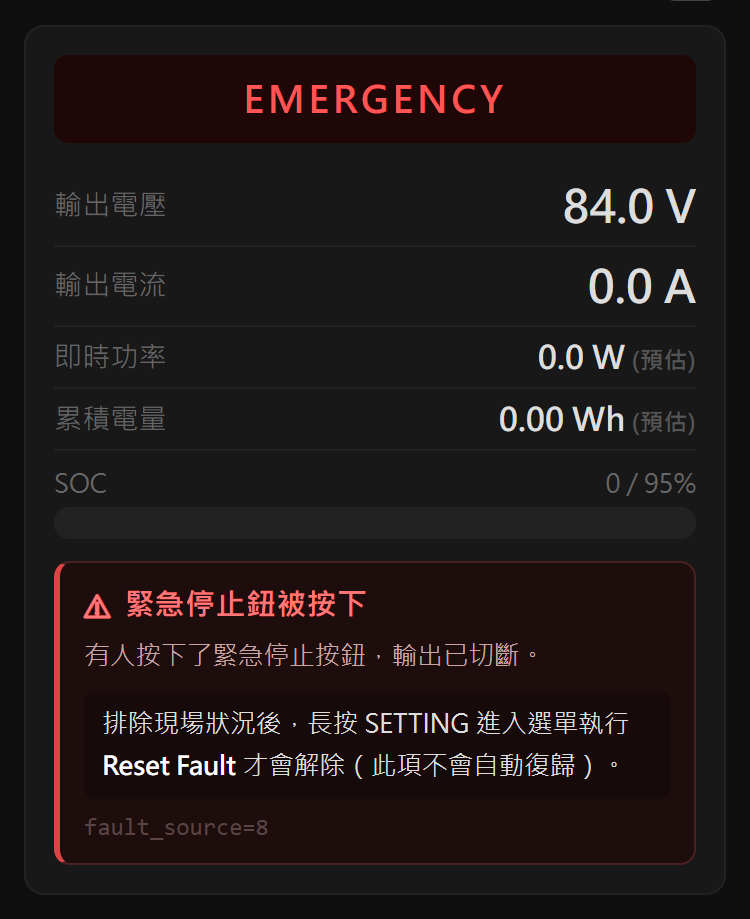 EMERGENCY
輸出電壓 84.0 V
輸出電流 0.0 A
即時功率 0.0 W (預估)
累積電量 0.00 Wh (預估)
SOC 0 / 95%
⚠ 緊急停止鈕被按下
有人按下了緊急停止按鈕，輸出已切斷。
排除現場狀況後，長按 SETTING 進入選單執行
Reset Fault 才會解除（此項不會自動復歸）。
fault_source=8